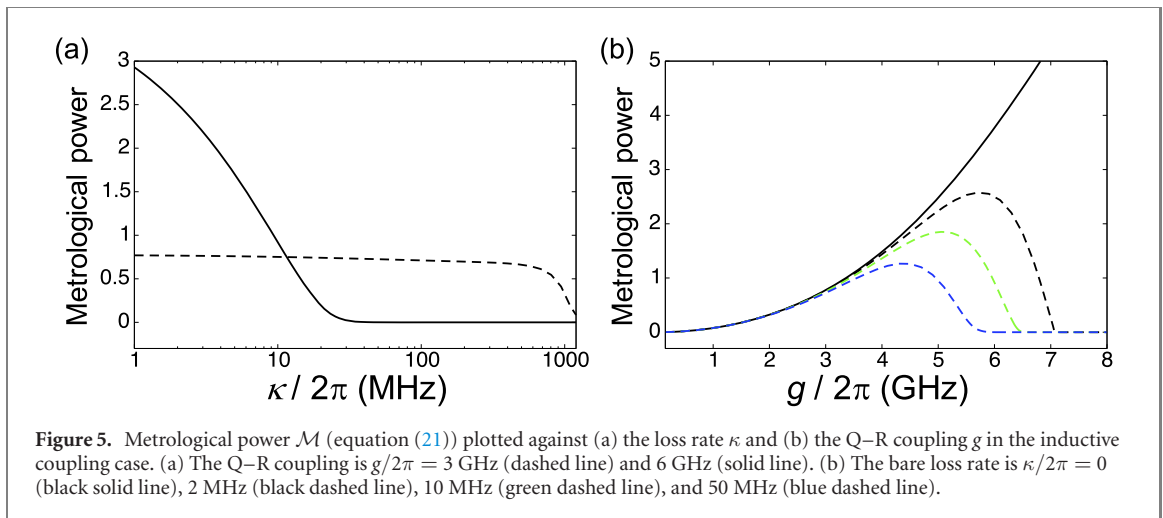 (a)
Metrological power
3
2.5
2
1.5
1
0.5
0
1 10 100 1000
κ / 2π (MHz)
(b)
Metrological power
5
4
3
2
1
0
1 2 3 4 5 6 7 8
g / 2π (GHz)
Figure 5. Metrological power ℳ (equation (21)) plotted against (a) the loss rate κ and (b) the Q–R coupling g in the inductive
coupling case. (a) The Q–R coupling is g/2π = 3 GHz (dashed line) and 6 GHz (solid line). (b) The bare loss rate is κ/2π = 0
(black solid line), 2 MHz (black dashed line), 10 MHz (green dashed line), and 50 MHz (blue dashed line).